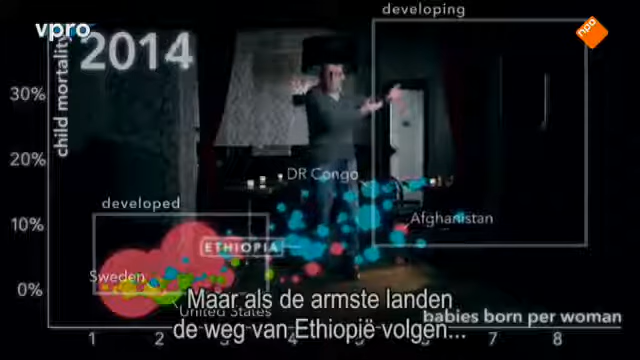 developing
vpro
npo
2014
child mortality
30%
20%
10%
0%
DR Congo
developed
Afghanistan
ETHIOPIA
Sweden
United States
Maar als de armste landen
de weg van Ethiopië volgen...
babies born per woman
1
2
3
4
5
6
7
8